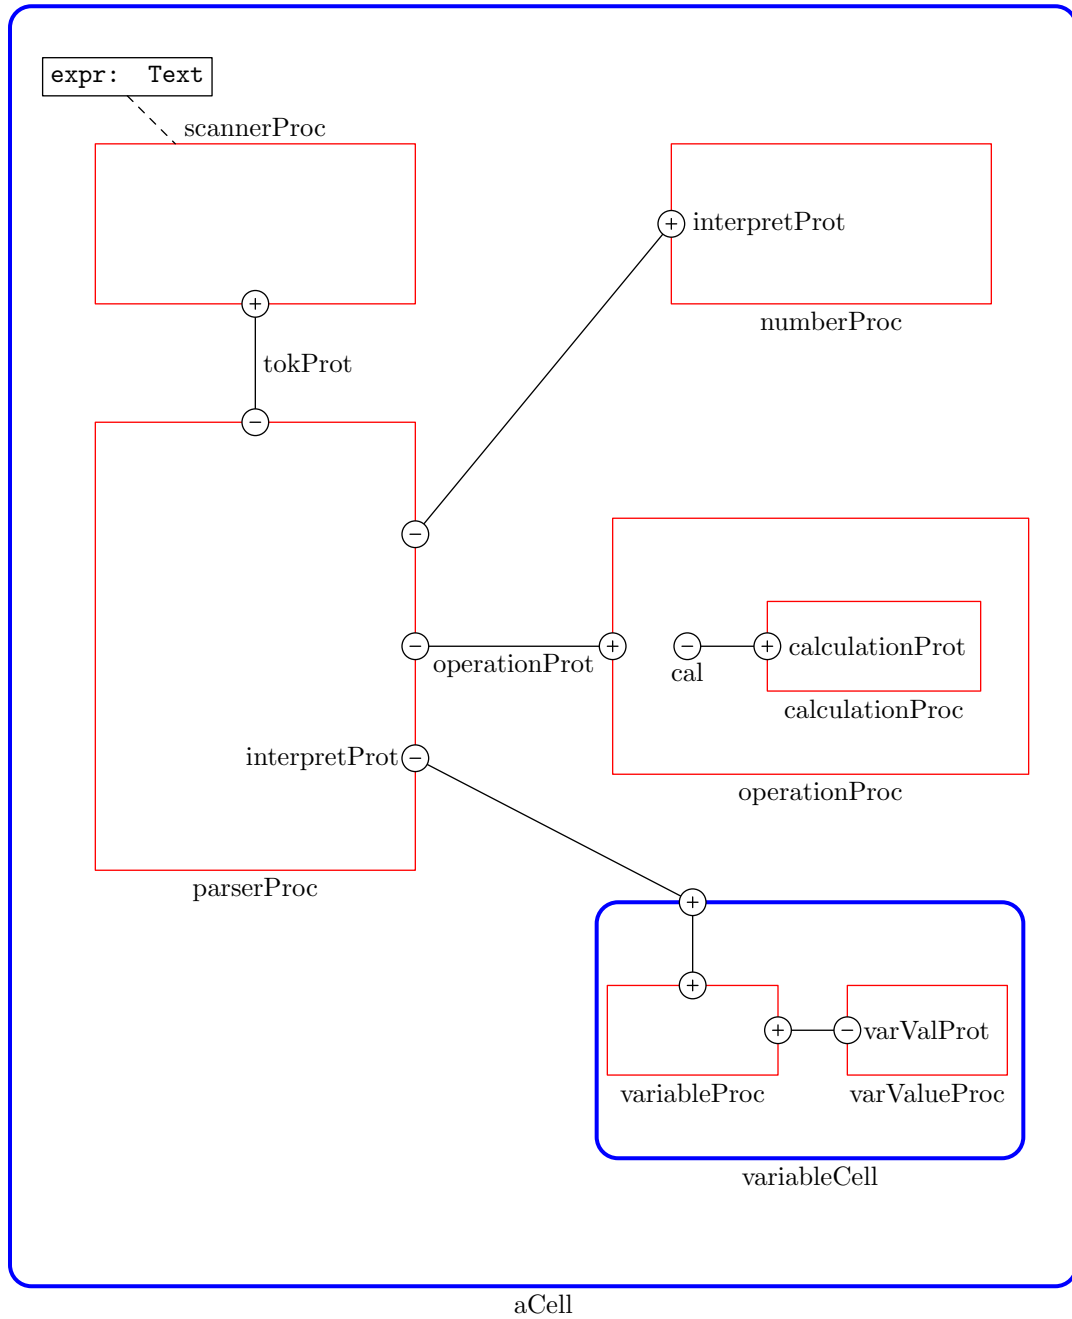 expr:  Text
scannerProc
interpretProt
numberProc
tokProt
+
+
−
−
−
+
−
+
calculationProt
operationProt
cal
calculationProc
interpretProt
−
operationProc
parserProc
+
+
+
−
varValProt
variableProc
varValueProc
variableCell
aCell